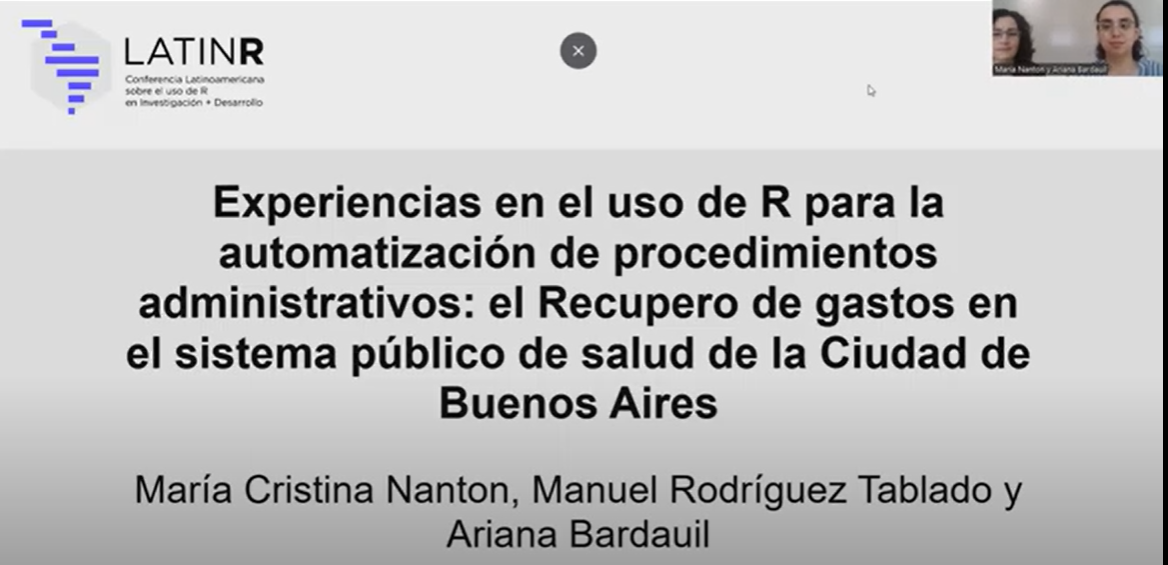 LATINR
Conferencia Latinoamericana
sobre el uso de R
en Investigación + Desarrollo
María Nanton y Ariana Bardauil
Experiencias en el uso de R para la
automatización de procedimientos
administrativos: el Recupero de gastos en
el sistema público de salud de la Ciudad de
Buenos Aires
María Cristina Nanton, Manuel Rodríguez Tablado y
Ariana Bardauil